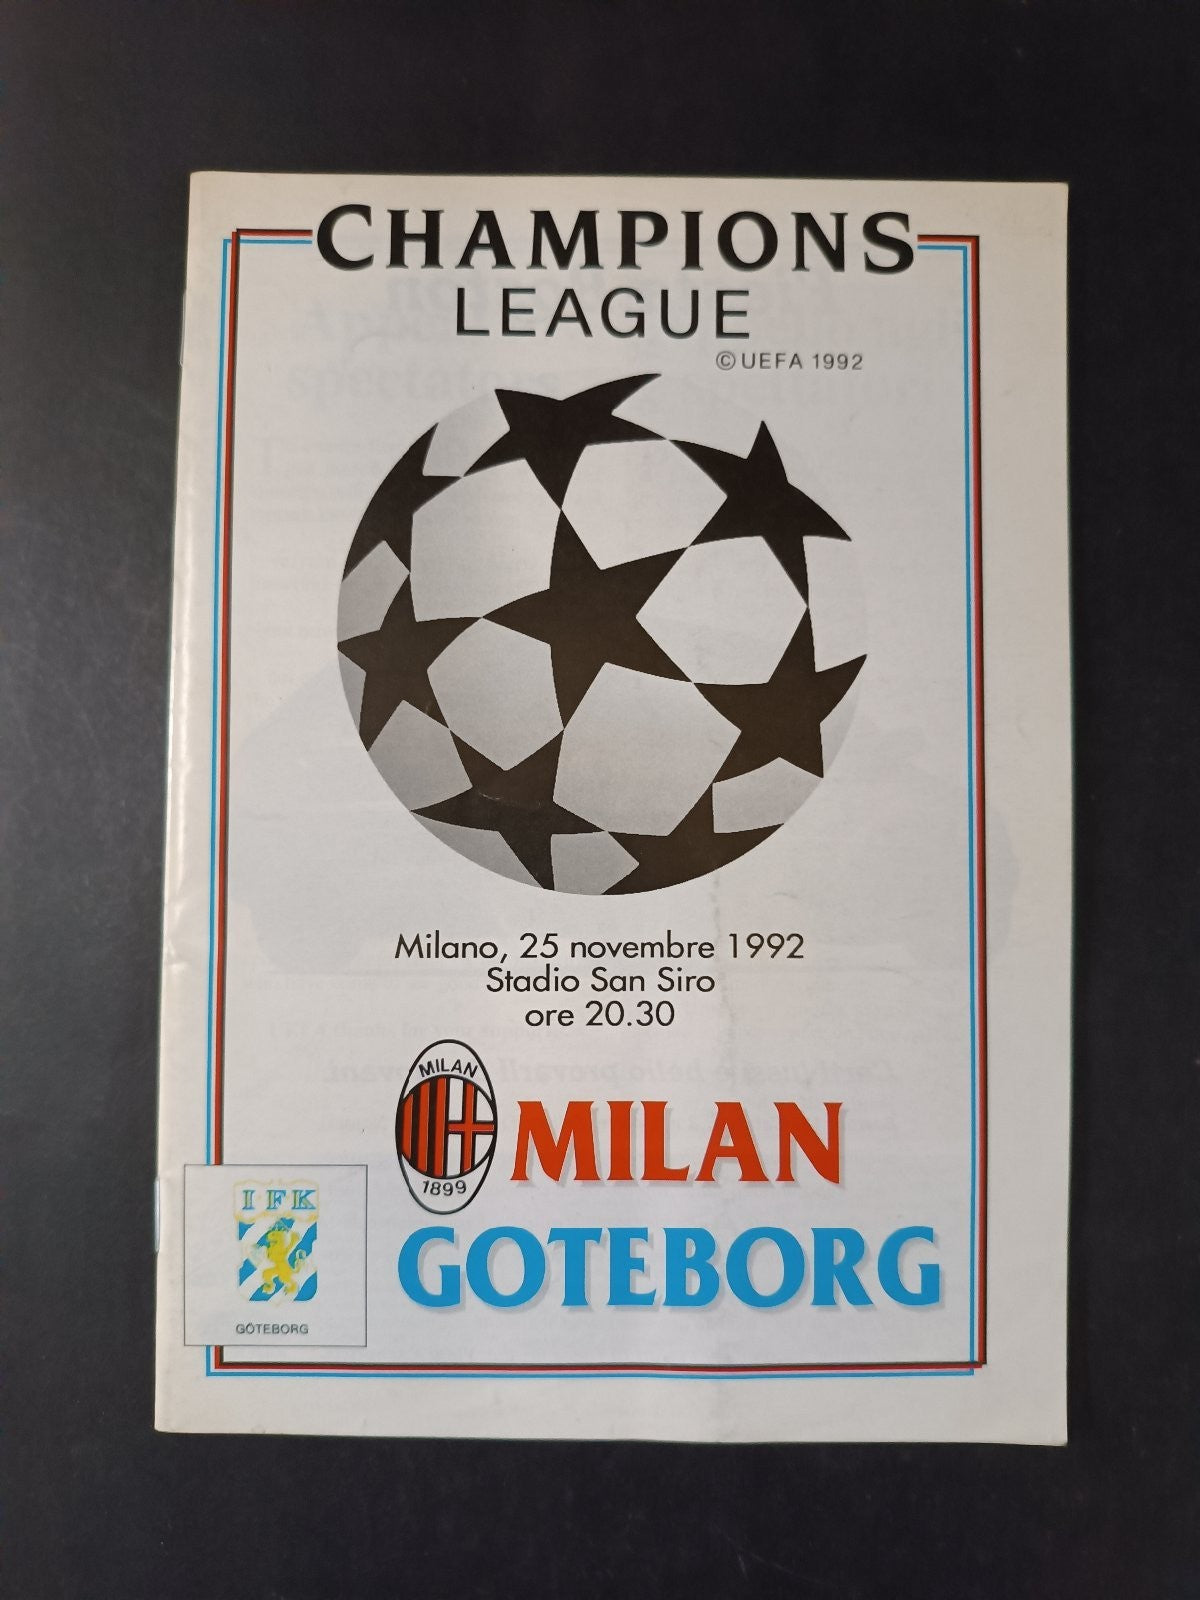 CHAMPIONS
LEAGUE
© UEFA 1992
Milano, 25 novembre 1992
Stadio San Siro
ore 20.30
MILAN
1899
MILAN
IFK
GÖTEBORG
GOTEBORG